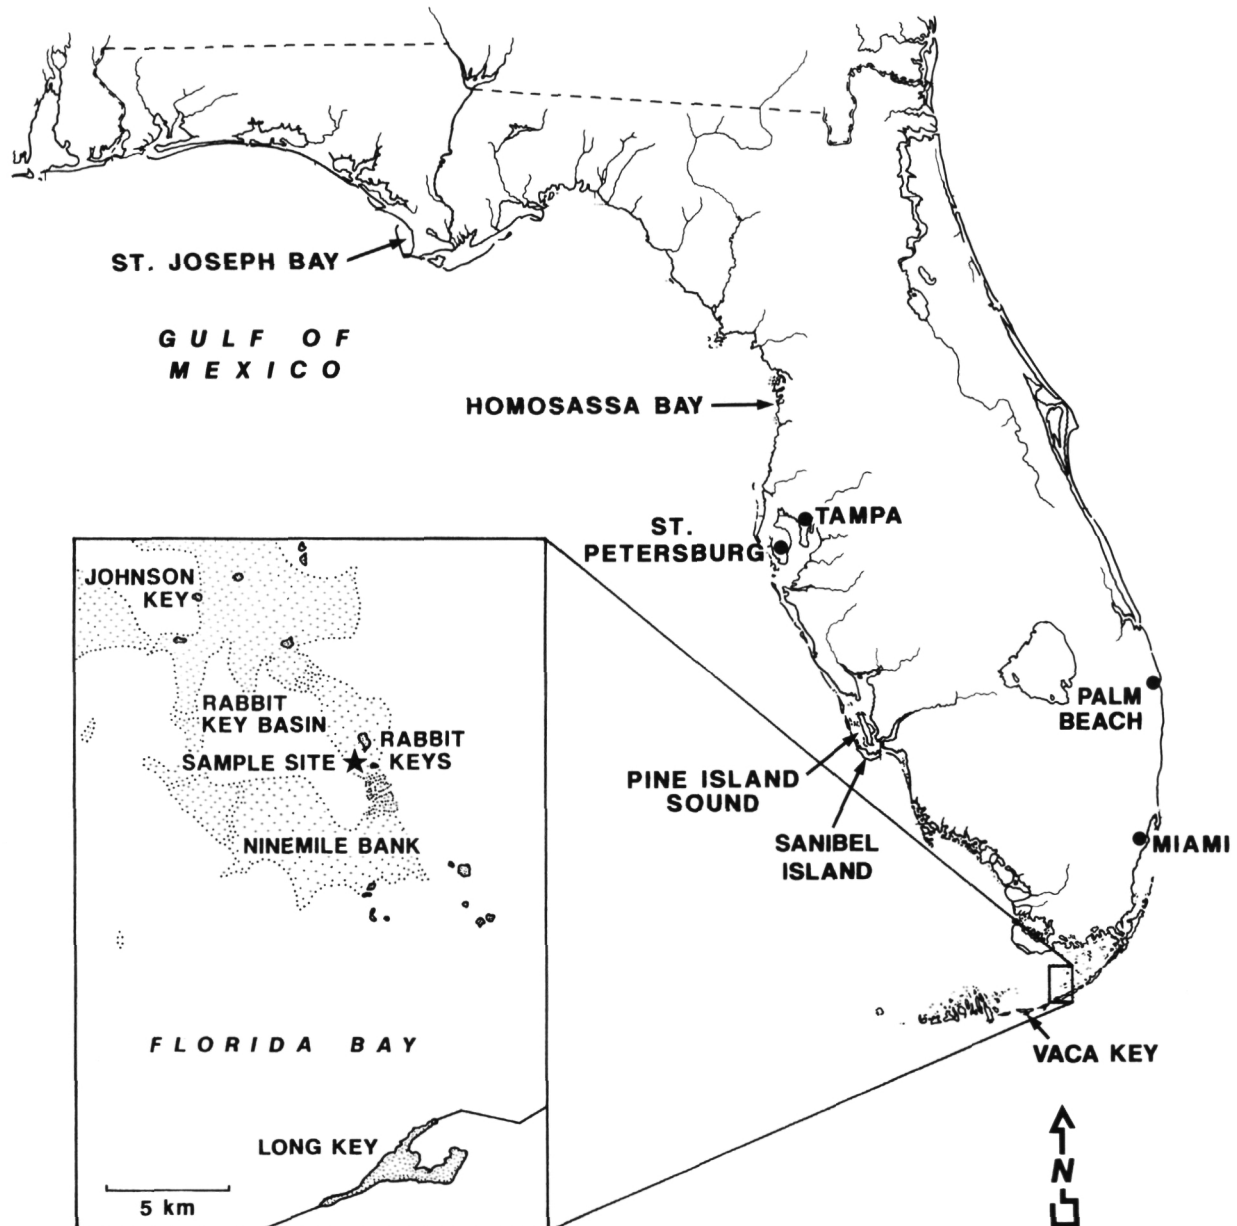 ST. JOSEPH BAY
GULF OF
MEXICO
HOMOSASSA BAY
TAMPA
ST.
PETERSBURG
PALM
BEACH
PINE ISLAND
SOUND
SANIBEL
ISLAND
MIAMI
VACA KEY
N
JOHNSON
KEY
RABBIT
KEY BASIN
RABBIT
KEYS
SAMPLE SITE
NINEMILE BANK
FLORIDA BAY
LONG KEY
5 km